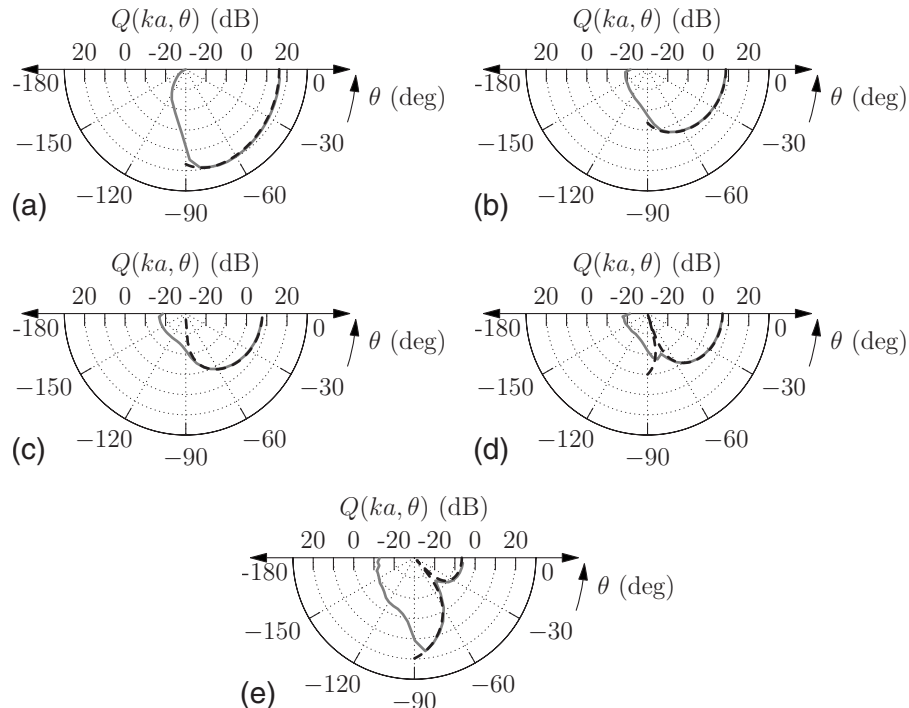 Q(ka, θ) (dB) Q(ka, θ) (dB)
20 0 -20 -20 0 20 20 0 -20 -20 0 20
-180 0 θ (deg) -180 0 θ (deg)
−150 −30 −150 −30
−120 −60 −120 −60
(a) −90 (b) −90
Q(ka, θ) (dB) Q(ka, θ) (dB)
20 0 -20 -20 0 20 20 0 -20 -20 0 20
-180 0 θ (deg) -180 0 θ (deg)
−150 −30 −150 −30
−120 −60 −120 −60
(c) −90 (d) −90
Q(ka, θ) (dB)
20 0 -20 -20 0 20
-180 0 θ (deg)
−150 −30
−120 −60
(e) −90